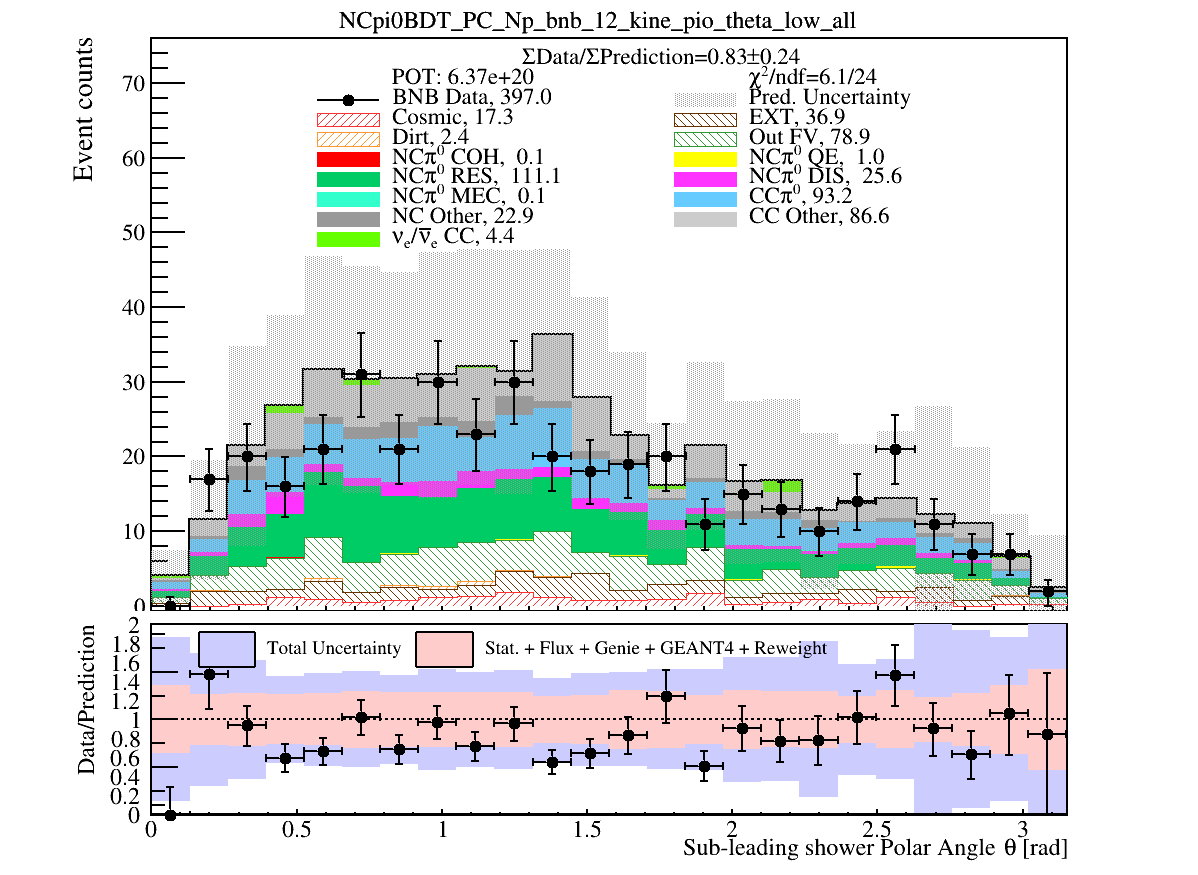 NCpi0BDT_PC_Np_bnb_12_kine_pio_theta_low_all
ΣData/ΣPrediction=0.83±0.24
POT: 6.37e+20
χ²/ndf=6.1/24
BNB Data, 397.0
Pred. Uncertainty
Cosmic, 17.3
EXT, 36.9
Dirt, 2.4
Out FV, 78.9
NCπ⁰ COH, 0.1
NCπ⁰ QE, 1.0
NCπ⁰ RES, 111.1
NCπ⁰ DIS, 25.6
NCπ⁰ MEC, 0.1
CCπ⁰, 93.2
NC Other, 22.9
CC Other, 86.6
νₑ/ν̅ₑ CC, 4.4
Event counts
70
60
50
40
30
20
10
0
Total Uncertainty
Stat. + Flux + Genie + GEANT4 + Reweight
Data/Prediction
2
1.8
1.6
1.4
1.2
1
0.8
0.6
0.4
0.2
0
0 0.5 1 1.5 2 2.5 3
Sub-leading shower Polar Angle θ [rad]